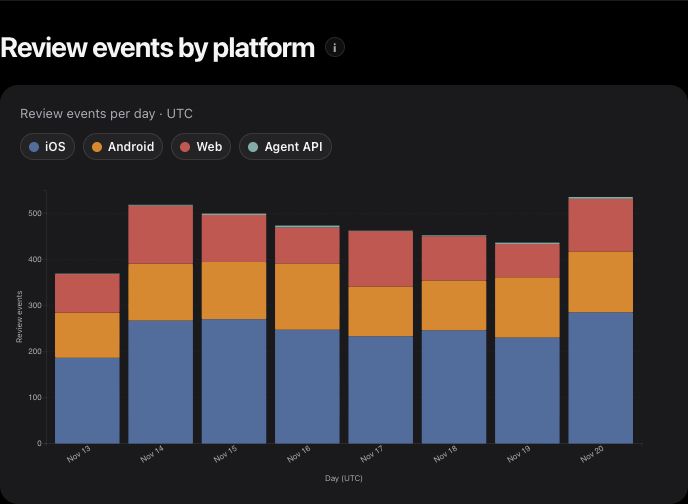 Review events by platform i
Review events per day · UTC
iOS Android Web Agent API
500
400
300
200
100
0
Review events
Nov 13 Nov 14 Nov 15 Nov 16 Nov 17 Nov 18 Nov 19 Nov 20
Day (UTC)